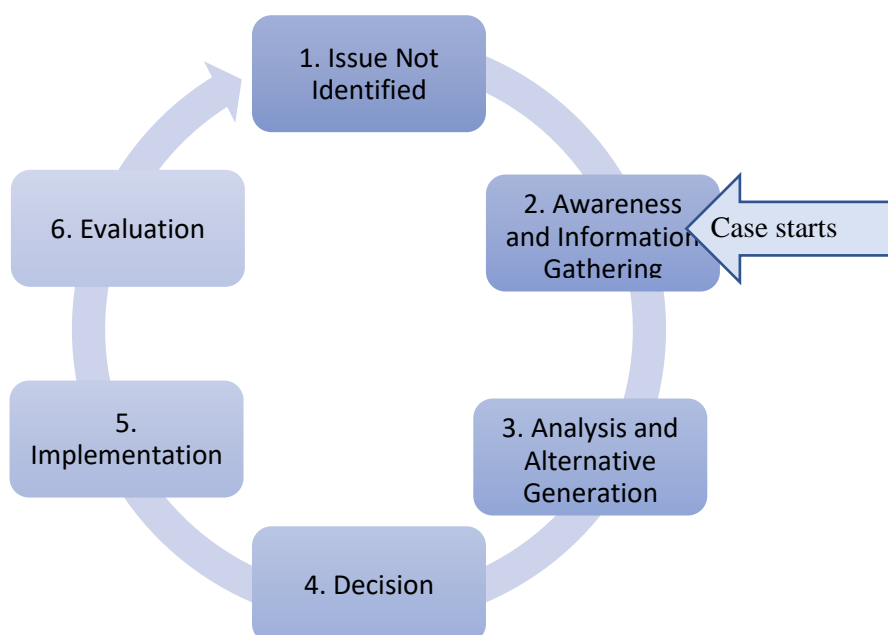 1. Issue Not
Identified
2. Awareness
and Information
Gathering
Case starts
3. Analysis and
Alternative
Generation
4. Decision
5.
Implementation
6. Evaluation